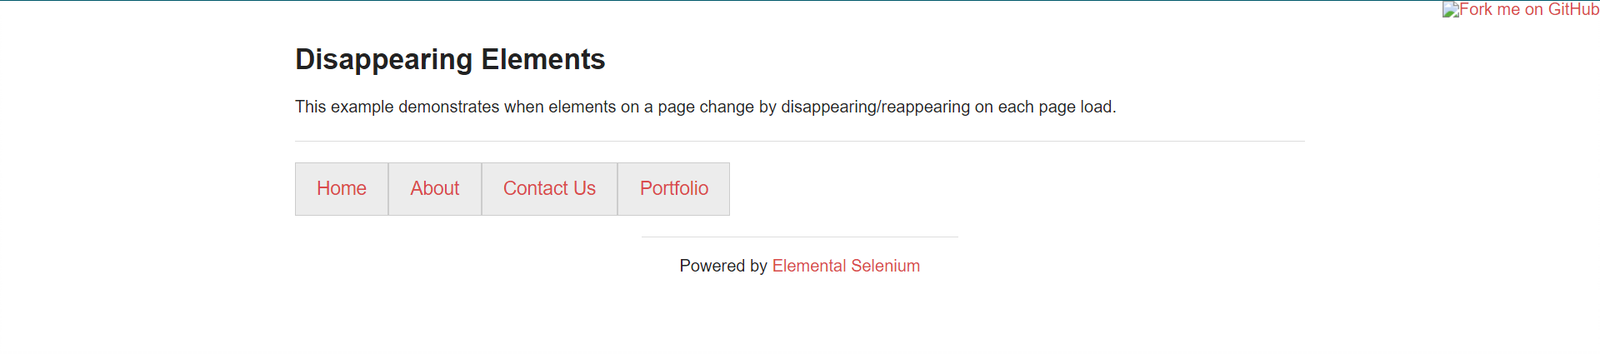 Fork me on GitHub
Disappearing Elements
This example demonstrates when elements on a page change by disappearing/reappearing on each page load.
Home About Contact Us Portfolio
Powered by Elemental Selenium